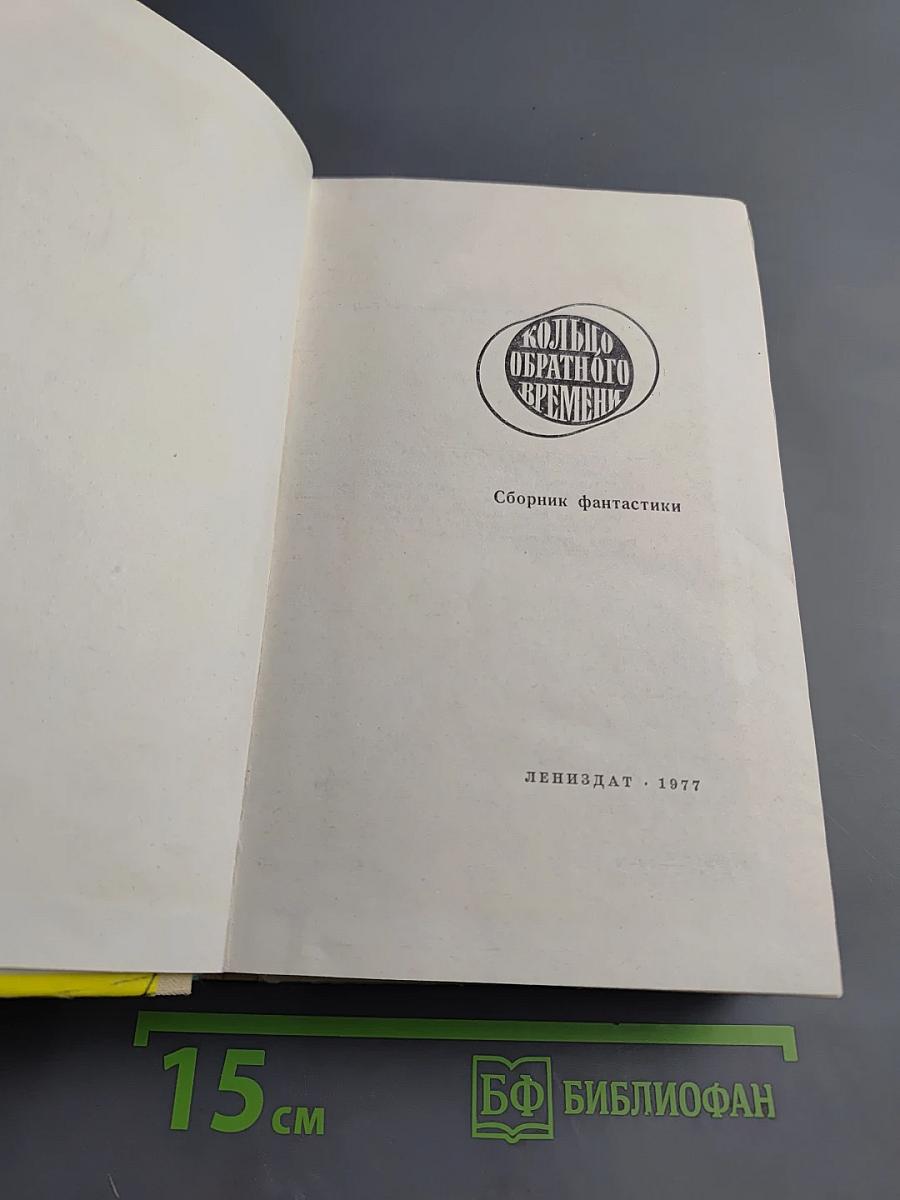 КОЛЬЦО
ОБРАТНОГО
ВРЕМЕНИ
Сборник фантастики
ЛЕНИЗДАТ · 1977
15 см
БФ БИБЛИОФАН